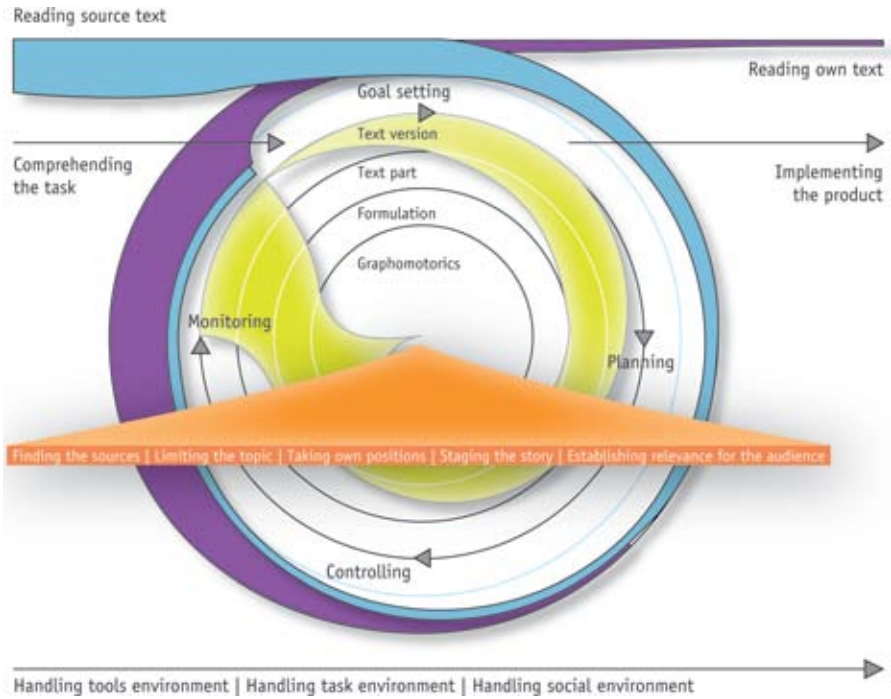 Reading source text
Reading own text
Goal setting
Text version
Comprehending
the task
Text part
Implementing
the product
Formulation
Graphomotorics
Monitoring
Planning
Finding the sources | Limiting the topic | Taking own positions | Staging the story | Establishing relevance for the audience
Controlling
Handling tools environment | Handling task environment | Handling social environment